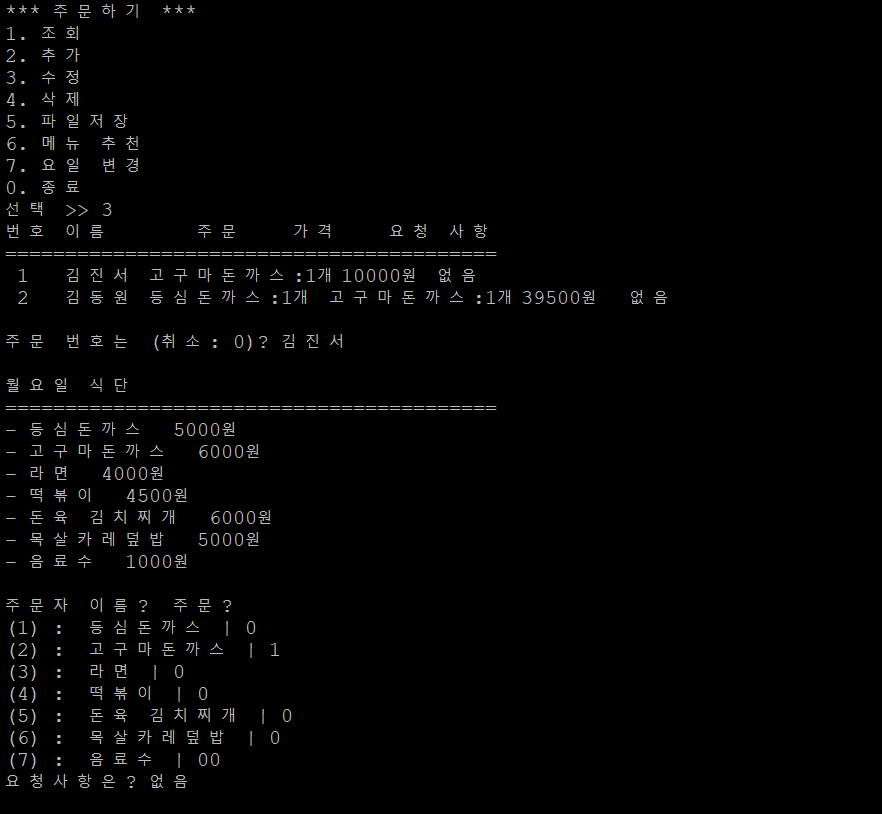 *** 주문하기 ***
1. 조회
2. 추가
3. 수정
4. 삭제
5. 파일저장
6. 메뉴 추천
7. 요일 변경
0. 종료
선택 >> 3
번호 이름 주문 가격 요청 사항
=========================================
1 김진서 고구마돈까스 :1개 10000원 없음
2 김동원 등심돈까스 :1개 고구마돈까스 :1개 39500원 없음
주문 번호는 (취소 : 0)? 김진서
월요일 식단
=========================================
- 등심돈까스 5000원
- 고구마돈까스 6000원
- 라면 4000원
- 떡볶이 4500원
- 돈육 김치찌개 6000원
- 목살카레덮밥 5000원
- 음료수 1000원
주문자 이름? 주문?
(1) : 등심돈까스 | 0
(2) : 고구마돈까스 | 1
(3) : 라면 | 0
(4) : 떡볶이 | 0
(5) : 돈육 김치찌개 | 0
(6) : 목살카레덮밥 | 0
(7) : 음료수 | 00
요청사항은? 없음